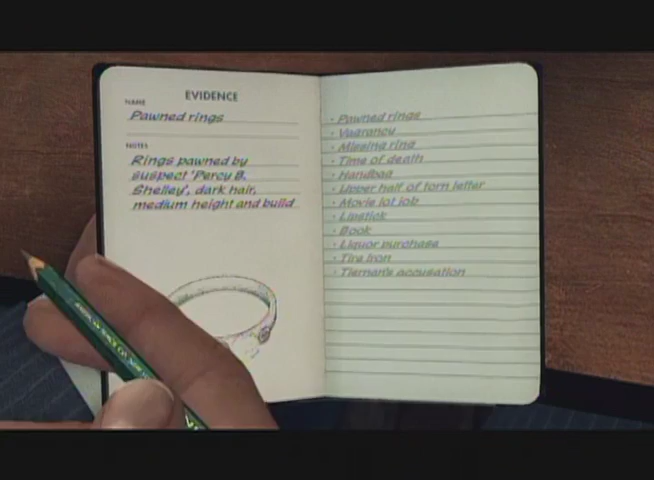 EVIDENCE
NAME
Pawned rings
NOTES
Rings pawned by
suspect 'Percy B.
Shelley', dark hair,
medium height and build
· Pawned rings
· Vagrancy
· Missing ring
· Time of death
· Handbag
· Upper half of torn letter
· Movie lot job
· Lipstick
· Book
· Liquor purchase
· Tire iron
· Tiernan's accusation